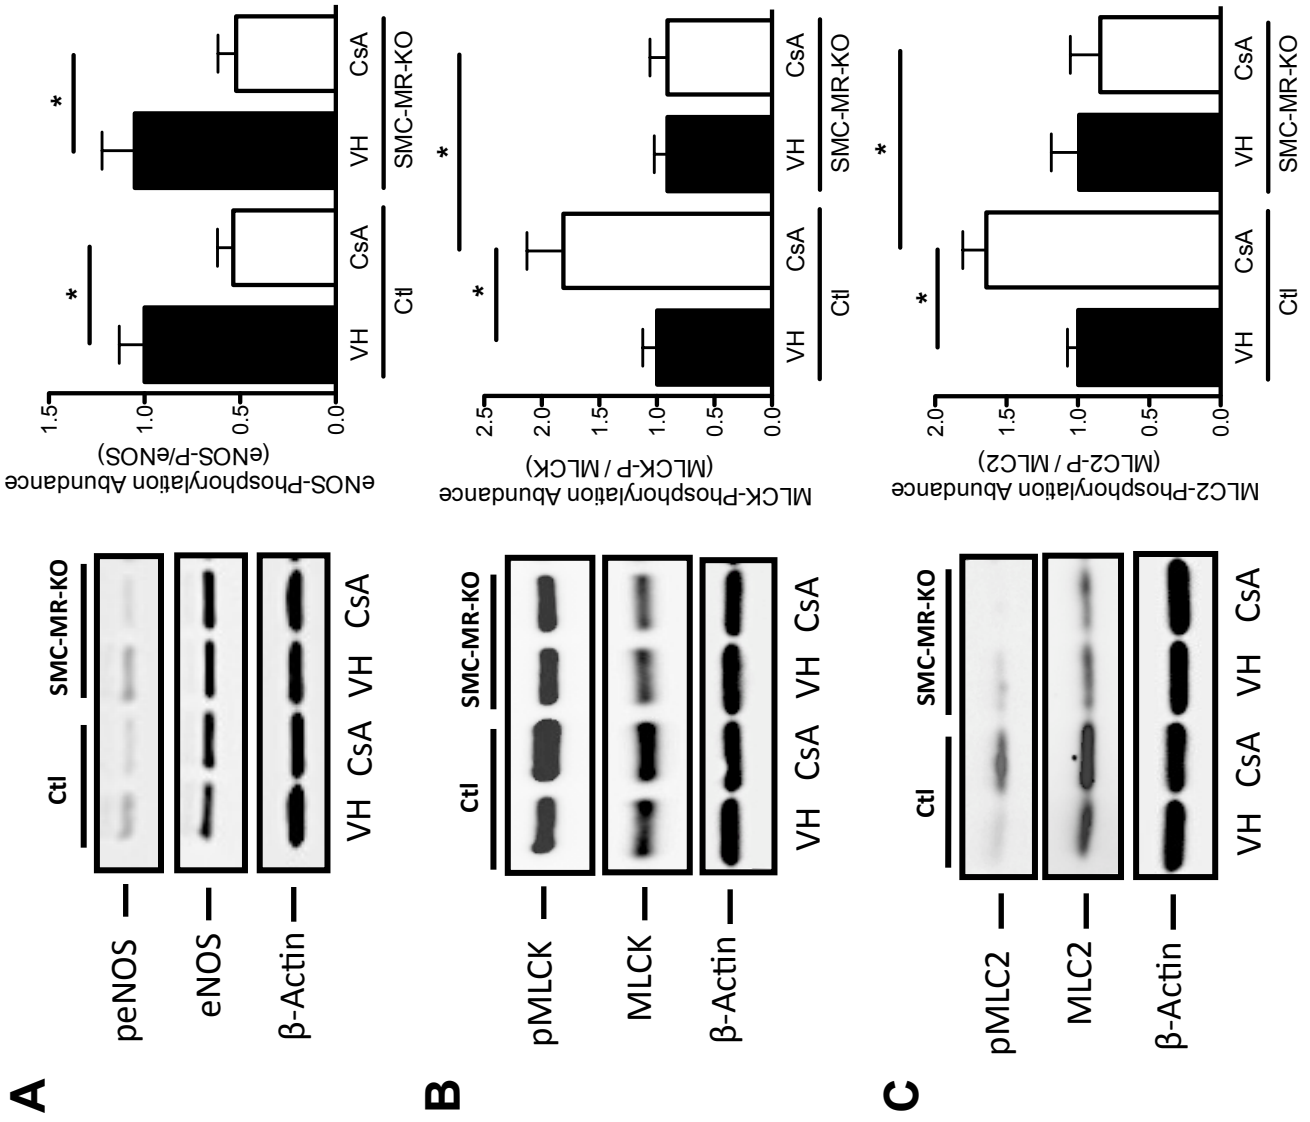 A
Ctl
SMC-MR-KO
peNOS
eNOS
β-Actin
VH CsA VH CsA
eNOS-Phosphorylation Abundance
(eNOS-P/eNOS)
1.5
1.0
0.5
0.0
*
*
VH CsA VH CsA
Ctl SMC-MR-KO
B
Ctl
SMC-MR-KO
pMLCK
MLCK
β-Actin
VH CsA VH CsA
MLCK-Phosphorylation Abundance
(MLCK-P / MLCK)
2.5
2.0
1.5
1.0
0.5
0.0
*
*
VH CsA VH CsA
Ctl SMC-MR-KO
C
Ctl
SMC-MR-KO
pMLC2
MLC2
β-Actin
VH CsA VH CsA
MLC2-Phosphorylation Abundance
(MLC2-P / MLC2)
2.0
1.5
1.0
0.5
0.0
*
*
VH CsA VH CsA
Ctl SMC-MR-KO